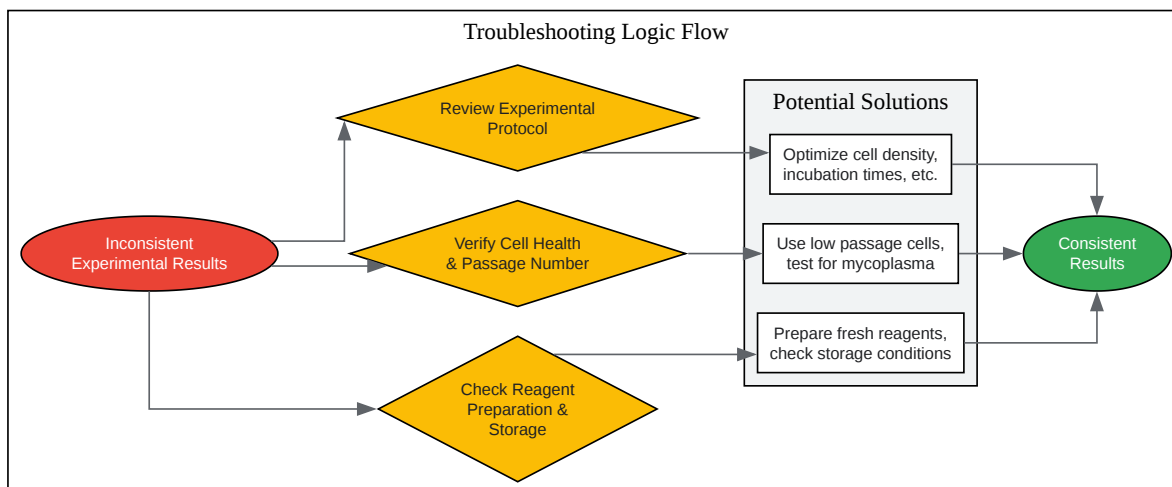 Troubleshooting Logic Flow
Inconsistent
Experimental Results
Review Experimental
Protocol
Verify Cell Health
& Passage Number
Check Reagent
Preparation &
Storage
Potential Solutions
Optimize cell density,
incubation times, etc.
Use low passage cells,
test for mycoplasma
Prepare fresh reagents,
check storage conditions
Consistent
Results